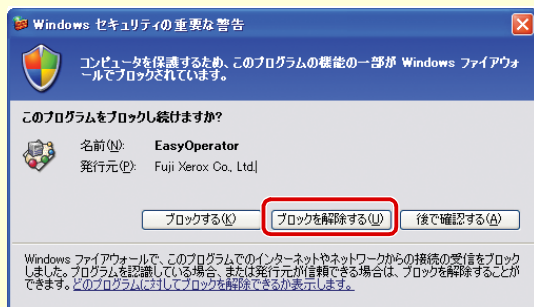 Windows セキュリティの重要な警告
コンピュータを保護するため、このプログラムの機能の一部が Windows ファイアウォ
ールでブロックされています。
このプログラムをブロックし続けますか?
名前(N): EasyOperator
発行元(P): Fuji Xerox Co., Ltd.
ブロックする(K) ブロックを解除する(U) 後で確認する(A)
Windows ファイアウォールで、このプログラムでのインターネットやネットワークからの接続の受信をブロック
しました。プログラムを認識している場合、または発行元が信頼できる場合は、ブロックを解除することが
できます。どのプログラムに対してブロックを解除できるか表示します。